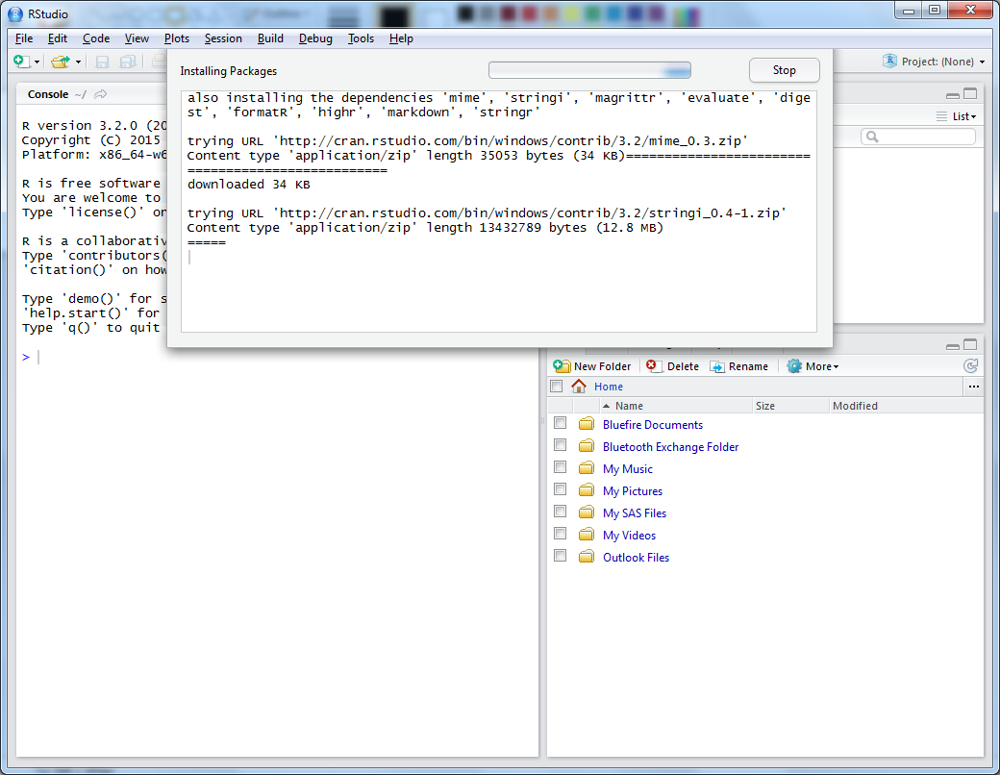 RStudio
File Edit Code View Plots Session Build Debug Tools Help
Project: (None)
Installing Packages
Stop
also installing the dependencies 'mime', 'stringi', 'magrittr', 'evaluate', 'dige
st', 'formatR', 'highr', 'markdown', 'stringr'
trying URL 'http://cran.rstudio.com/bin/windows/contrib/3.2/mime_0.3.zip'
Content type 'application/zip' length 35053 bytes (34 KB)========================
==========================
downloaded 34 KB
trying URL 'http://cran.rstudio.com/bin/windows/contrib/3.2/stringi_0.4-1.zip'
Content type 'application/zip' length 13432789 bytes (12.8 MB)
=====
Console ~/
R version 3.2.0 (20
Copyright (C) 2015
Platform: x86_64-w6
R is free software
You are welcome to
Type 'license()' or
R is a collaborativ
Type 'contributors(
'citation()' on how
Type 'demo()' for s
'help.start()' for
Type 'q()' to quit
>
List
New Folder Delete Rename More
Home ...
Name Size Modified
Bluefire Documents
Bluetooth Exchange Folder
My Music
My Pictures
My SAS Files
My Videos
Outlook Files